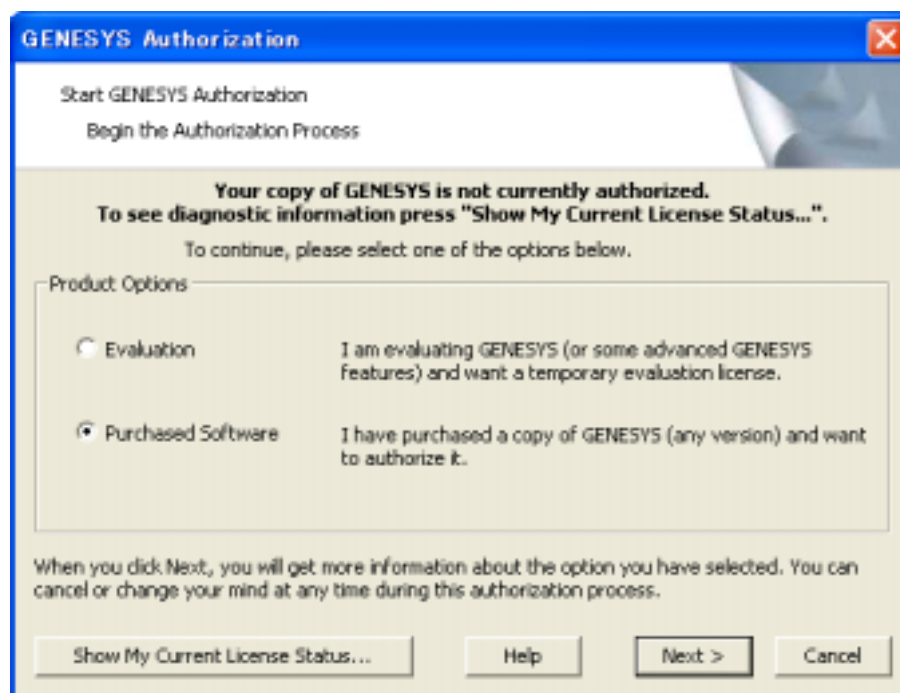 GENESYS Authorization
Start GENESYS Authorization
Begin the Authorization Process
Your copy of GENESYS is not currently authorized.
To see diagnostic information press "Show My Current License Status...".
To continue, please select one of the options below.
Product Options
Evaluation
I am evaluating GENESYS (or some advanced GENESYS
features) and want a temporary evaluation license.
Purchased Software
I have purchased a copy of GENESYS (any version) and want
to authorize it.
When you click Next, you will get more information about the option you have selected. You can
cancel or change your mind at any time during this authorization process.
Show My Current License Status...
Help
Next >
Cancel